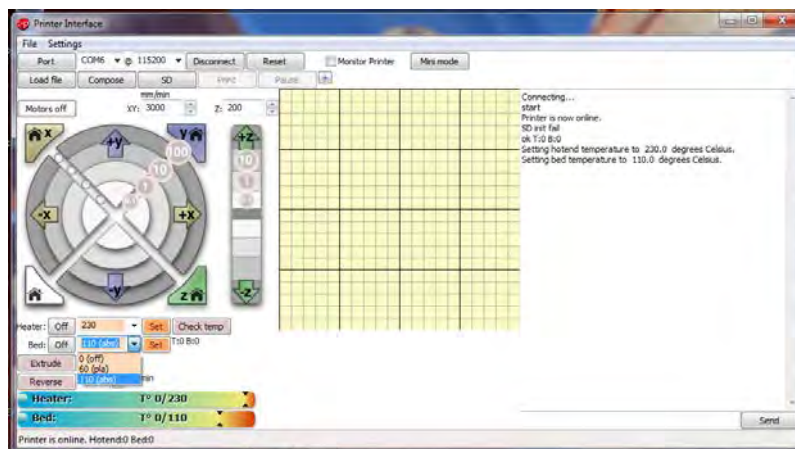 Printer Interface
File Settings
Port COM6 @ 115200 Disconnect Reset Monitor Printer Mini mode
Load file Compose SD Print Pause
mm/min
Motors off XY: 3000 Z: 200
x +y y +z
100
10 10
1 1
-x +x
-y z -z
Connecting...
start
Printer is now online.
SD init fail
ok T:0 B:0
Setting hotend temperature to 230.0 degrees Celsius.
Setting bed temperature to 110.0 degrees Celsius.
Heater: Off 230 Set Check temp
Bed: Off 110 (abs) Set T:0 B:0
0 (off)
Extrude 60 (pla)
Reverse 110 (abs) min
Heater: T° 0/230
Bed: T° 0/110
Send
Printer is online. Hotend:0 Bed:0